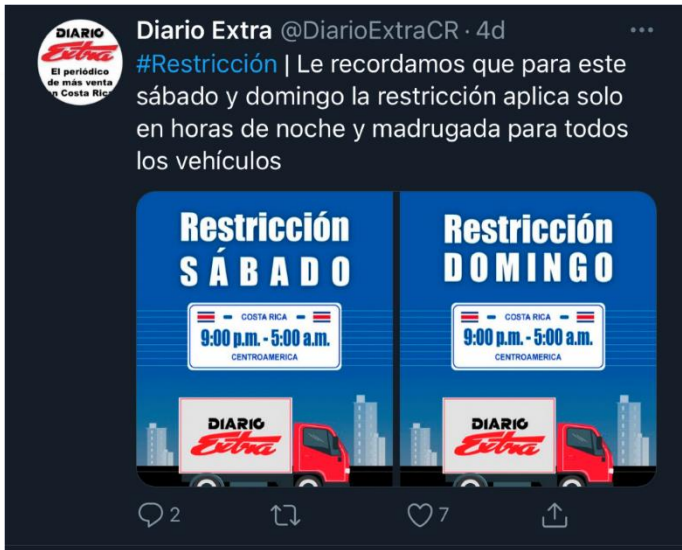 DIARIO
Extra
El periódico
de más venta
en Costa Rica
Diario Extra @DiarioExtraCR · 4d
#Restricción | Le recordamos que para este
sábado y domingo la restricción aplica solo
en horas de noche y madrugada para todos
los vehículos
Restricción
SÁBADO
COSTA RICA
9:00 p.m. - 5:00 a.m.
CENTROAMERICA
DIARIO
Extra
Restricción
DOMINGO
COSTA RICA
9:00 p.m. - 5:00 a.m.
CENTROAMERICA
DIARIO
Extra
2
7